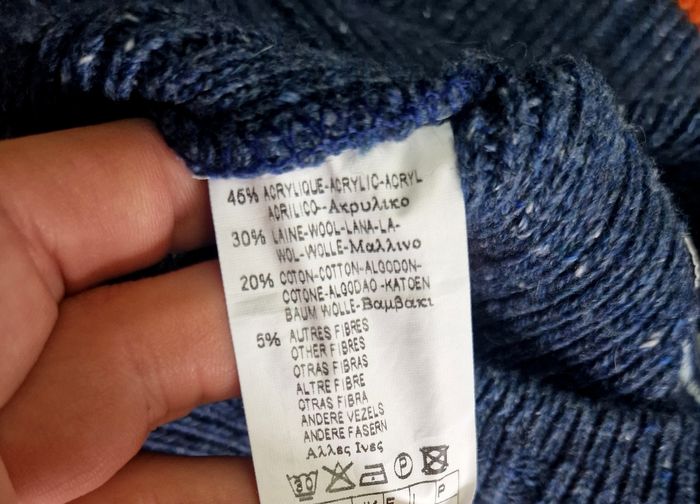 45% ACRYLIQUE-ACRYLIC-ACRYL
ACRILICO--Ακρυλικο
30% LAINE-WOOL-LANA-LA-
WOL-WOLLE-Μαλλινο
20% COTON-COTTON-ALGODON-
COTONE-ALGODAO-KATOEN
BAUM WOLLE-Βαμβακι
5% AUTRES FIBRES
OTHER FIBRES
OTRAS FIBRAS
ALTRE FIBRE
OTRAS FIBRA
ANDERE VEZELS
ANDERE FASERN
Αλλες Ινες
30 P